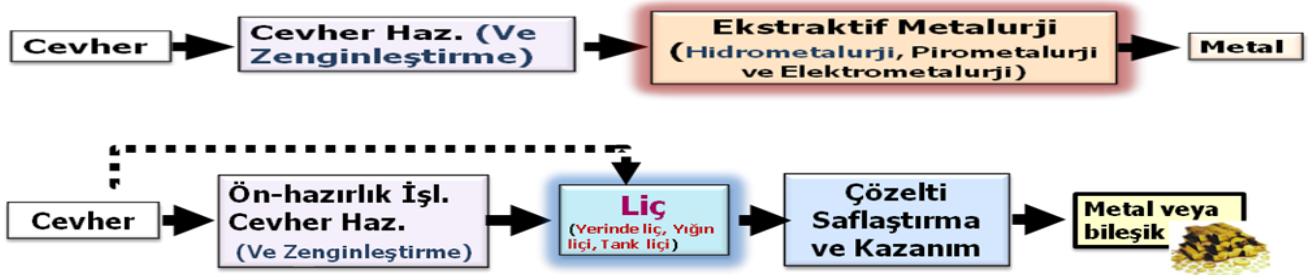 Cevher
Cevher Haz. (Ve
Zenginleştirme)
Ekstraktif Metalurji
(Hidrometalurji, Pirometalurji
ve Elektrometalurji)
Metal
Cevher
Ön-hazırlık İşl.
Cevher Haz.
(Ve Zenginleştirme)
Liç
(Yerinde liç, Yığın
liçi, Tank liçi)
Çözelti
Saflaştırma
ve Kazanım
Metal veya
bileşik